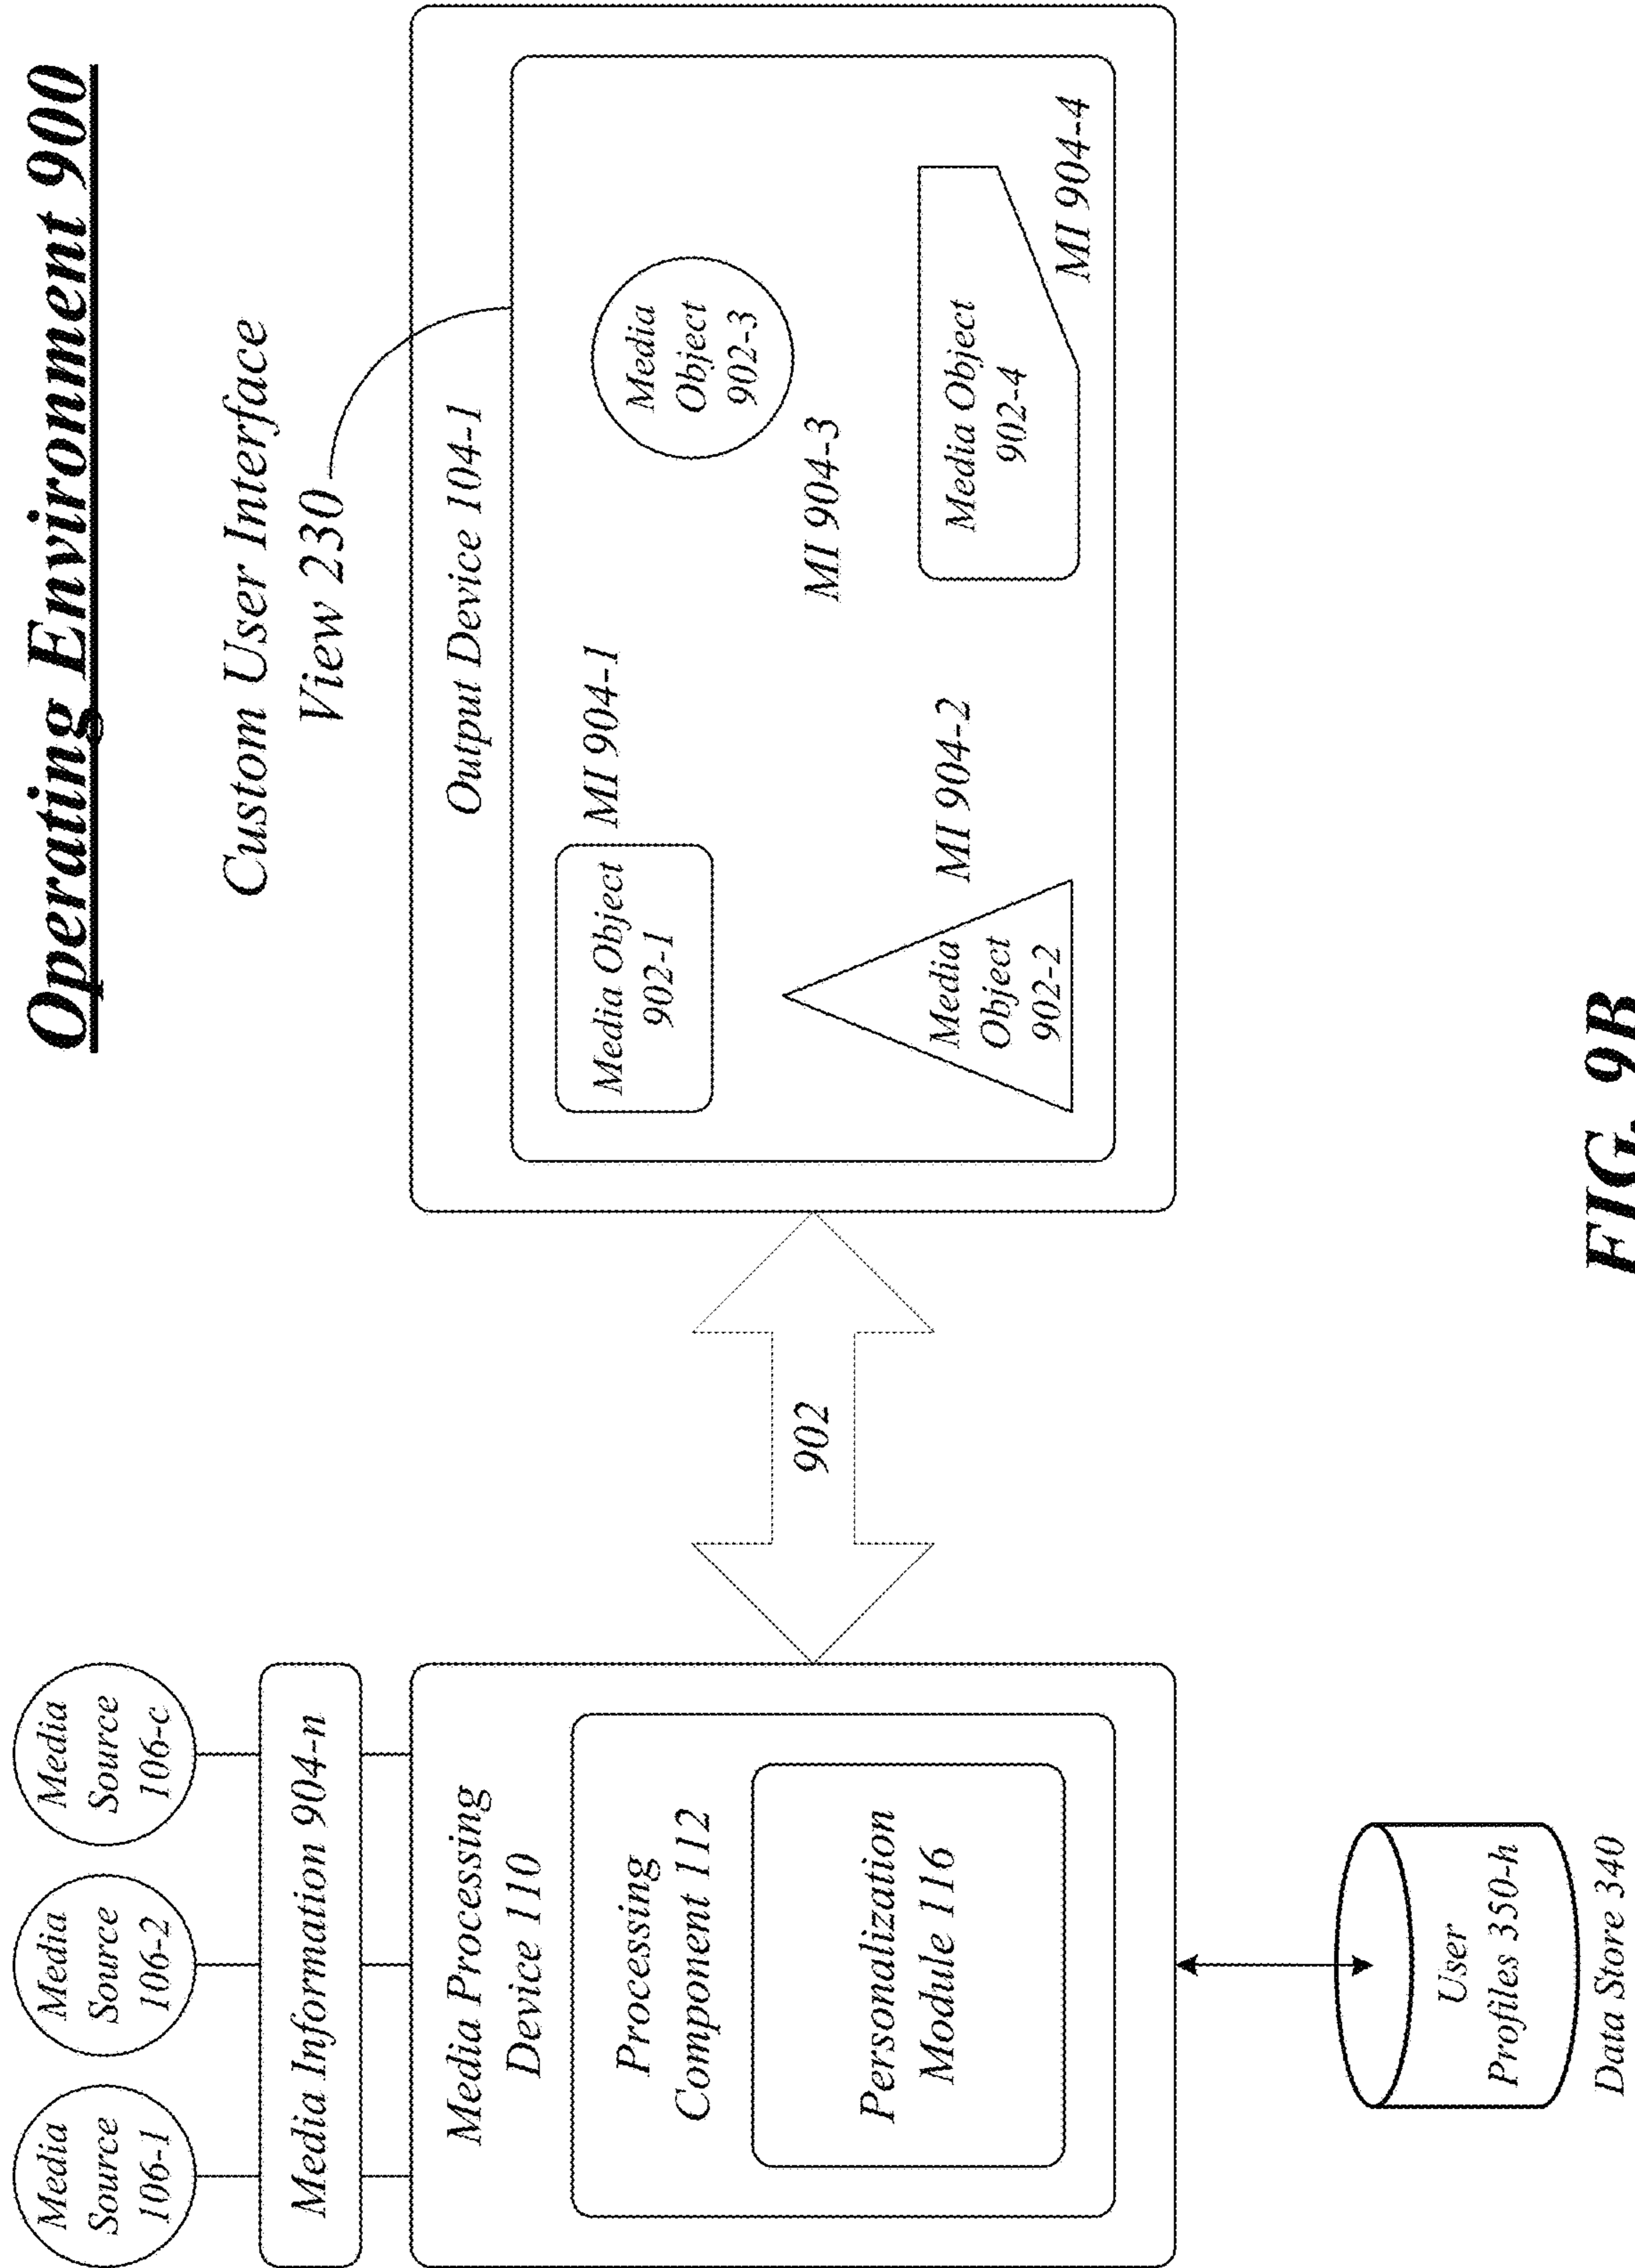 Operating Environment 900
Media
Source
106-1
Media
Source
106-2
Media
Source
106-c
Media Information 904-n
Media Processing
Device 110
Processing
Component 112
Personalization
Module 116
User
Profiles 350-h
Data Store 340
902
Custom User Interface
View 230
Output Device 104-1
Media Object
902-1
MI 904-1
Media
Object
902-2
MI 904-2
Media
Object
902-3
MI 904-3
Media Object
902-4
MI 904-4
FIG. 9B